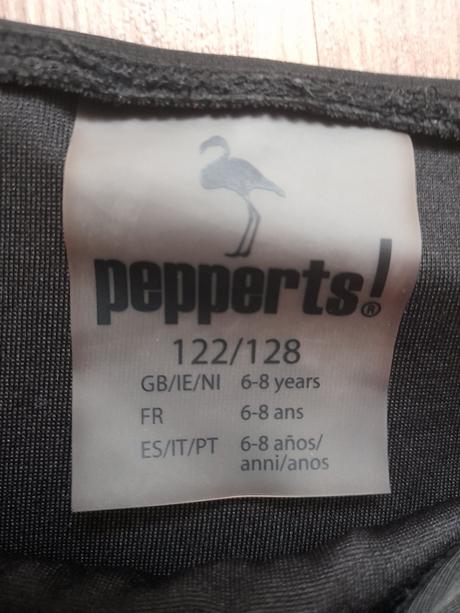 pepperts!®
122/128
GB/IE/NI 6-8 years
FR 6-8 ans
ES/IT/PT 6-8 años/
anni/anos